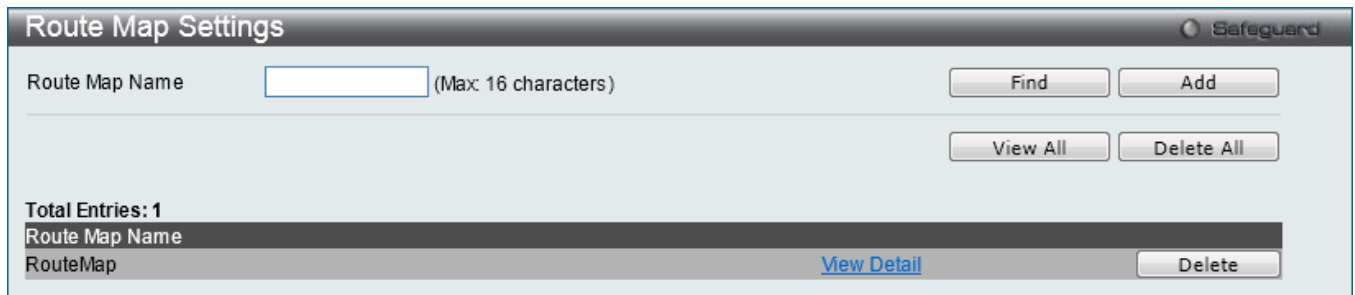 Route Map Settings Safeguard
Route Map Name (Max: 16 characters) Find Add
View All Delete All
Total Entries: 1
Route Map Name
RouteMap View Detail Delete